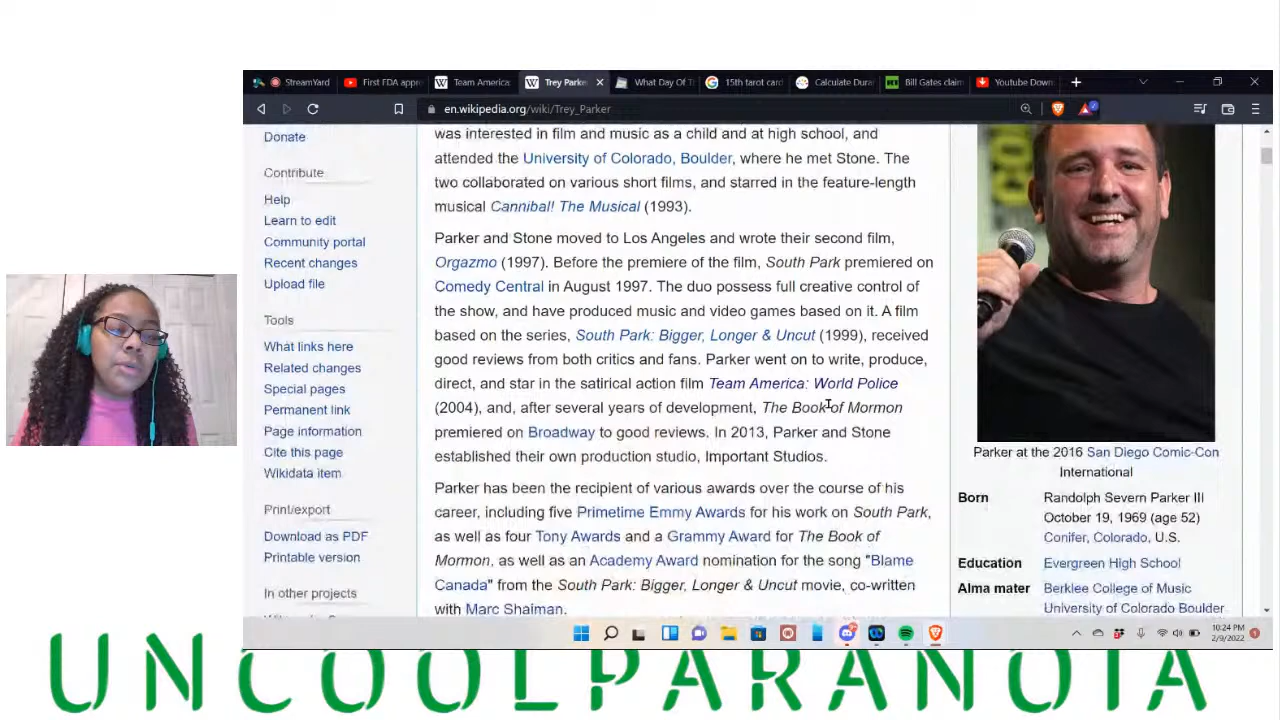 StreamYard
First FDA appr
Team America:
Trey Parke
What Day Of T
15th tarot card
Calculate Dura
Bill Gates claim
Youtube Down
en.wikipedia.org/wiki/Trey_Parker
Donate
Contribute
Help
Learn to edit
Community portal
Recent changes
Upload file
Tools
What links here
Related changes
Special pages
Permanent link
Page information
Cite this page
Wikidata item
Print/export
Download as PDF
Printable version
In other projects
was interested in film and music as a child and at high school, and
attended the University of Colorado, Boulder, where he met Stone. The
two collaborated on various short films, and starred in the feature-length
musical Cannibal! The Musical (1993).
Parker and Stone moved to Los Angeles and wrote their second film,
Orgazmo (1997). Before the premiere of the film, South Park premiered on
Comedy Central in August 1997. The duo possess full creative control of
the show, and have produced music and video games based on it. A film
based on the series, South Park: Bigger, Longer & Uncut (1999), received
good reviews from both critics and fans. Parker went on to write, produce,
direct, and star in the satirical action film Team America: World Police
(2004), and, after several years of development, The Book of Mormon
premiered on Broadway to good reviews. In 2013, Parker and Stone
established their own production studio, Important Studios.
Parker has been the recipient of various awards over the course of his
career, including five Primetime Emmy Awards for his work on South Park,
as well as four Tony Awards and a Grammy Award for The Book of
Mormon, as well as an Academy Award nomination for the song "Blame
Canada" from the South Park: Bigger, Longer & Uncut movie, co-written
with Marc Shaiman.
Parker at the 2016 San Diego Comic-Con
International
Born
Randolph Severn Parker III
October 19, 1969 (age 52)
Conifer, Colorado, U.S.
Education
Evergreen High School
Alma mater
Berklee College of Music
University of Colorado Boulder
10:24 PM
2/9/2022
UNCOOLPARANOIA